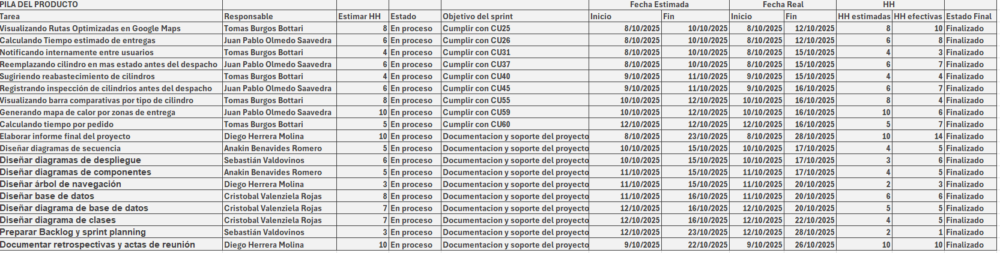 PILA DEL PRODUCTO Fecha Estimada Fecha Real HH
Tarea Responsable Estimar HH Estado Objetivo del sprint Inicio Fin Inicio Fin HH estimadas HH efectivas Estado Final
Visualizando Rutas Optimizadas en Google Maps Tomas Burgos Bottari 8 En proceso Cumplir con CU25 8/10/2025 10/10/2025 8/10/2025 12/10/2025 8 10 Finalizado
Calculando Tiempo estimado de entregas Juan Pablo Olmedo Saavedra 6 En proceso Cumplir con CU26 8/10/2025 10/10/2025 8/10/2025 12/10/2025 6 8 Finalizado
Notificando internamente entre usuarios Tomas Burgos Bottari 4 En proceso Cumplir con CU31 8/10/2025 10/10/2025 8/10/2025 15/10/2025 4 3 Finalizado
Reemplazando cilindro en mas estado antes del despacho Juan Pablo Olmedo Saavedra 6 En proceso Cumplir con CU37 8/10/2025 10/10/2025 8/10/2025 15/10/2025 6 7 Finalizado
Sugiriendo reabastecimiento de cilindros Tomas Burgos Bottari 4 En proceso Cumplir con CU40 9/10/2025 11/10/2025 9/10/2025 15/10/2025 4 4 Finalizado
Registrando inspección de cilindrios antes del despacho Juan Pablo Olmedo Saavedra 6 En proceso Cumplir con CU45 9/10/2025 11/10/2025 9/10/2025 16/10/2025 6 7 Finalizado
Visualizando barra comparativas por tipo de cilindro Tomas Burgos Bottari 8 En proceso Cumplir con CU55 10/10/2025 12/10/2025 10/10/2025 16/10/2025 8 4 Finalizado
Generando mapa de calor por zonas de entrega Juan Pablo Olmedo Saavedra 10 En proceso Cumplir con CU59 10/10/2025 12/10/2025 10/10/2025 16/10/2025 10 6 Finalizado
Calculando tiempo por pedido Tomas Burgos Bottari 5 En proceso Cumplir con CU60 12/10/2025 12/10/2025 12/10/2025 16/10/2025 5 7 Finalizado
Elaborar informe final del proyecto Diego Herrera Molina 10 En proceso Documentacion y soporte del proyecto 8/10/2025 23/10/2025 8/10/2025 28/10/2025 10 14 Finalizado
Diseñar diagramas de secuencia Anakin Benavides Romero 5 En proceso Documentacion y soporte del proyecto 10/10/2025 15/10/2025 10/10/2025 17/10/2025 4 5 Finalizado
Diseñar diagramas de despliegue Sebastián Valdovinos 6 En proceso Documentacion y soporte del proyecto 10/10/2025 15/10/2025 10/10/2025 17/10/2025 3 6 Finalizado
Diseñar diagramas de componentes Anakin Benavides Romero 5 En proceso Documentacion y soporte del proyecto 11/10/2025 15/10/2025 11/10/2025 17/10/2025 4 5 Finalizado
Diseñar árbol de navegación Diego Herrera Molina 3 En proceso Documentacion y soporte del proyecto 11/10/2025 15/10/2025 11/10/2025 20/10/2025 2 3 Finalizado
Diseñar base de datos Cristobal Valenziela Rojas 8 En proceso Documentacion y soporte del proyecto 11/10/2025 16/10/2025 11/10/2025 20/10/2025 6 6 Finalizado
Diseñar diagrama de base de datos Cristobal Valenziela Rojas 7 En proceso Documentacion y soporte del proyecto 12/10/2025 16/10/2025 12/10/2025 20/10/2025 5 5 Finalizado
Diseñar diagrama de clases Cristobal Valenziela Rojas 7 En proceso Documentacion y soporte del proyecto 12/10/2025 16/10/2025 12/10/2025 22/10/2025 4 5 Finalizado
Preparar Backlog y sprint planning Sebastián Valdovinos 3 En proceso Documentacion y soporte del proyecto 12/10/2025 23/10/2025 12/10/2025 28/10/2025 2 1 Finalizado
Documentar retrospectivas y actas de reunión Diego Herrera Molina 10 En proceso Documentacion y soporte del proyecto 9/10/2025 22/10/2025 9/10/2025 26/10/2025 10 10 Finalizado